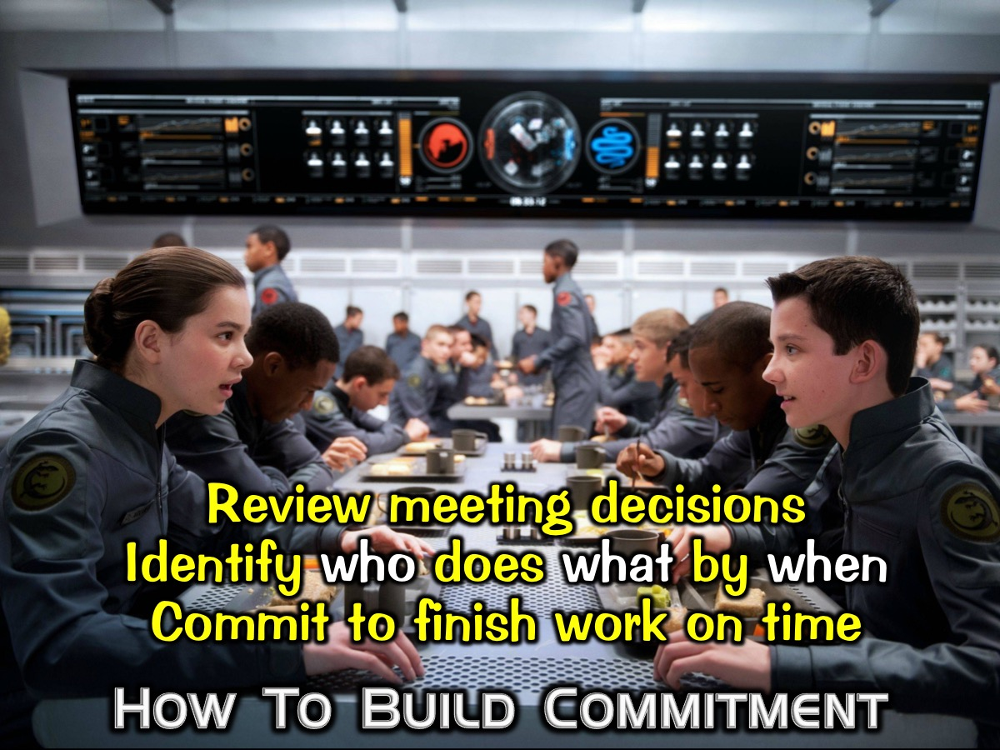 Review meeting decisions
Identify who does what by when
Commit to finish work on time
How To Build Commitment